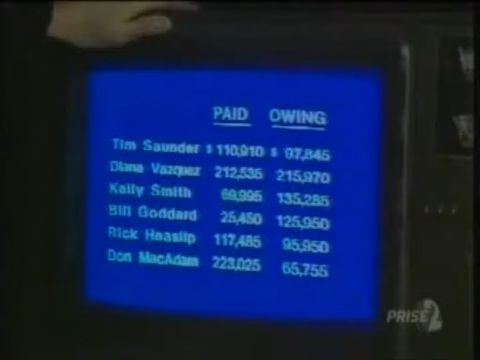 PAID OWING
Tim Saunder $ 110,910 $ 97,845
Diana Vazquez 212,535 215,970
Kelly Smith 69,995 135,285
Bill Goddard 25,450 125,950
Rick Heaslip 117,485 95,950
Don MacAdam 223,025 65,755
PRISE 2